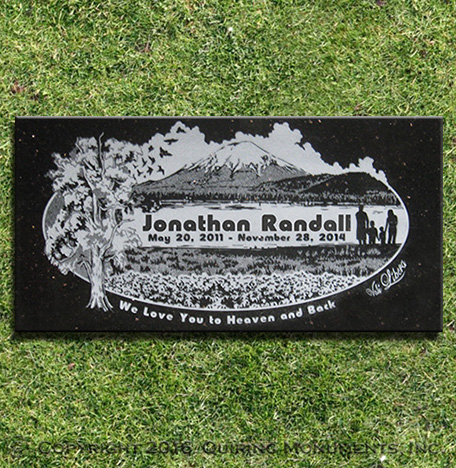 Jonathan Randall
May 20, 2011 - November 28, 2014
We Love You to Heaven and Back
© Copyright 2016, Quiring Monuments, Inc.